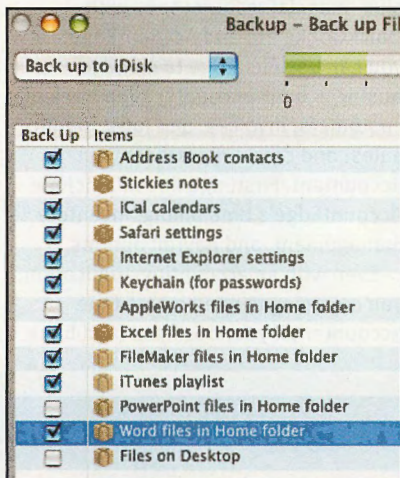 Backup – Back up Fil
Back up to iDisk
0 1
Back Up Items
Address Book contacts
Stickies notes
iCal calendars
Safari settings
Internet Explorer settings
Keychain (for passwords)
AppleWorks files in Home folder
Excel files in Home folder
FileMaker files in Home folder
iTunes playlist
PowerPoint files in Home folder
Word files in Home folder
Files on Desktop